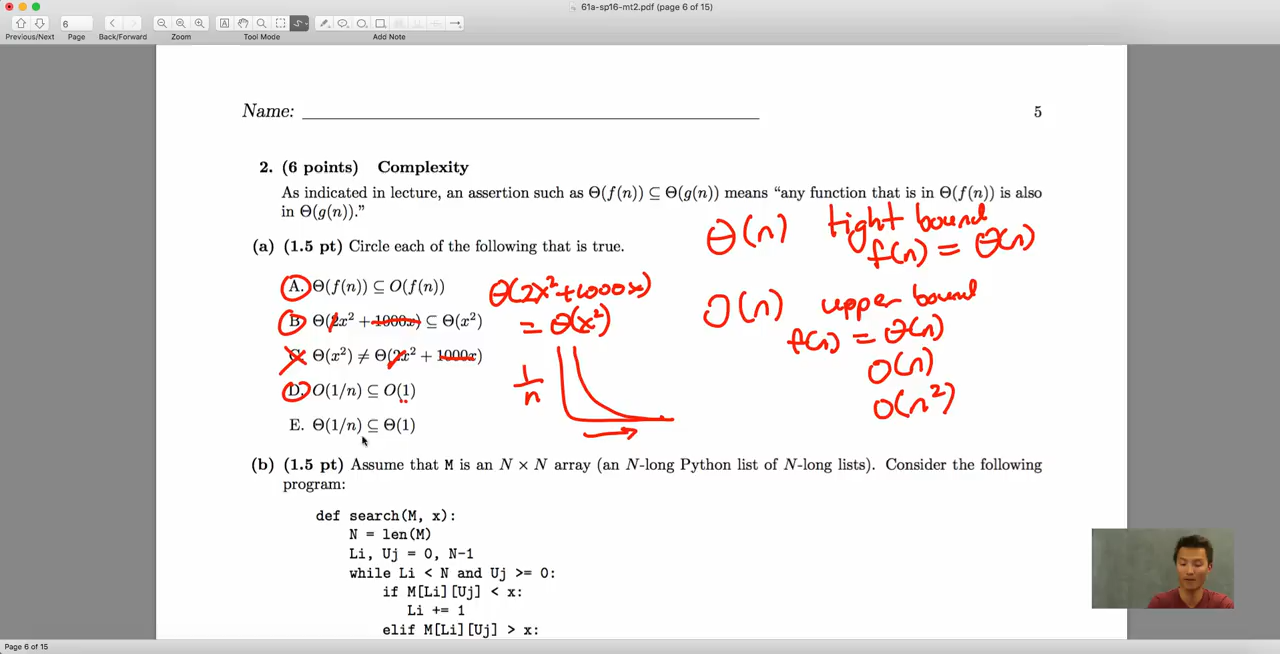 61a-sp16-mt2.pdf (page 6 of 15)
6
Previous/Next Page Back/Forward Zoom Tool Mode Add Note
Name: 5
2. (6 points) Complexity
As indicated in lecture, an assertion such as Θ(f(n)) ⊆ Θ(g(n)) means “any function that is in Θ(f(n)) is also
in Θ(g(n)).”
Θ(n) tight bound
f(n) = Θ(n)
(a) (1.5 pt) Circle each of the following that is true.
A. Θ(f(n)) ⊆ O(f(n))
B. Θ(2x² + 1000x) ⊆ Θ(x²)
C. Θ(x²) ≠ Θ(2x² + 1000x)
D. O(1/n) ⊆ O(1)
E. Θ(1/n) ⊆ Θ(1)
Θ(2x²+1000x)
= Θ(x²)
1/n
O(n) upper bound
f(n) = Θ(n)
O(n)
O(n²)
(b) (1.5 pt) Assume that M is an N × N array (an N-long Python list of N-long lists). Consider the following
program:
def search(M, x):
N = len(M)
Li, Uj = 0, N-1
while Li < N and Uj >= 0:
if M[Li][Uj] < x:
Li += 1
elif M[Li][Uj] > x:
Page 6 of 15